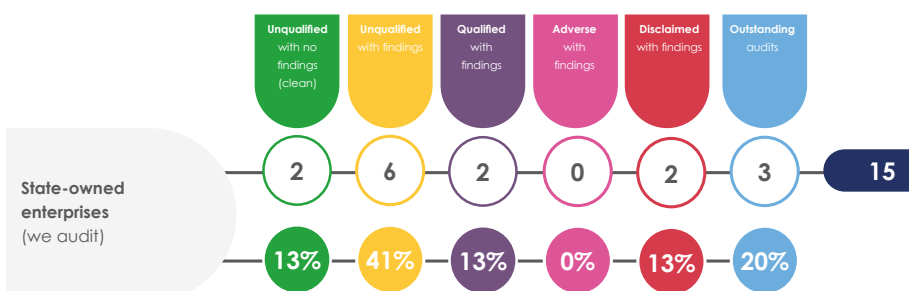 Unqualified
with no
findings
(clean)
Unqualified
with findings
Qualified
with
findings
Adverse
with
findings
Disclaimed
with findings
Outstanding
audits
State-owned
enterprises
(we audit)
2 6 2 0 2 3 15
13% 41% 13% 0% 13% 20%